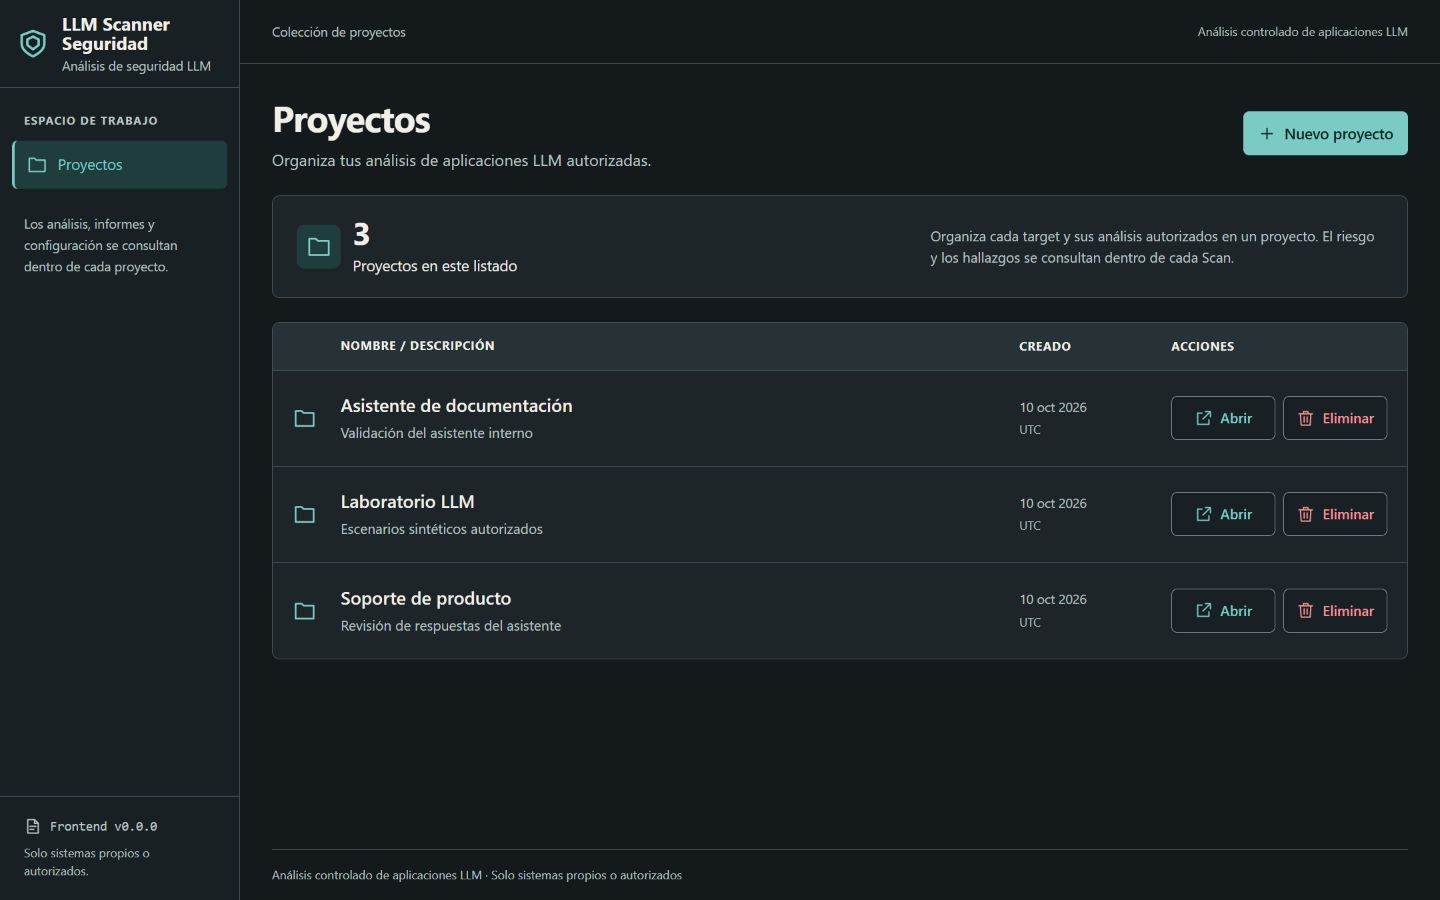 LLM Scanner
Seguridad
Análisis de seguridad LLM
ESPACIO DE TRABAJO
Proyectos
Los análisis, informes y
configuración se consultan
dentro de cada proyecto.
Frontend v0.0.0
Solo sistemas propios o
autorizados.
Colección de proyectos
Análisis controlado de aplicaciones LLM
Proyectos
Organiza tus análisis de aplicaciones LLM autorizadas.
Nuevo proyecto
3
Proyectos en este listado
Organiza cada target y sus análisis autorizados en un proyecto. El riesgo
y los hallazgos se consultan dentro de cada Scan.
NOMBRE / DESCRIPCIÓN CREADO ACCIONES
Asistente de documentación
Validación del asistente interno
10 oct 2026
UTC
Abrir Eliminar
Laboratorio LLM
Escenarios sintéticos autorizados
10 oct 2026
UTC
Abrir Eliminar
Soporte de producto
Revisión de respuestas del asistente
10 oct 2026
UTC
Abrir Eliminar
Análisis controlado de aplicaciones LLM · Solo sistemas propios o autorizados